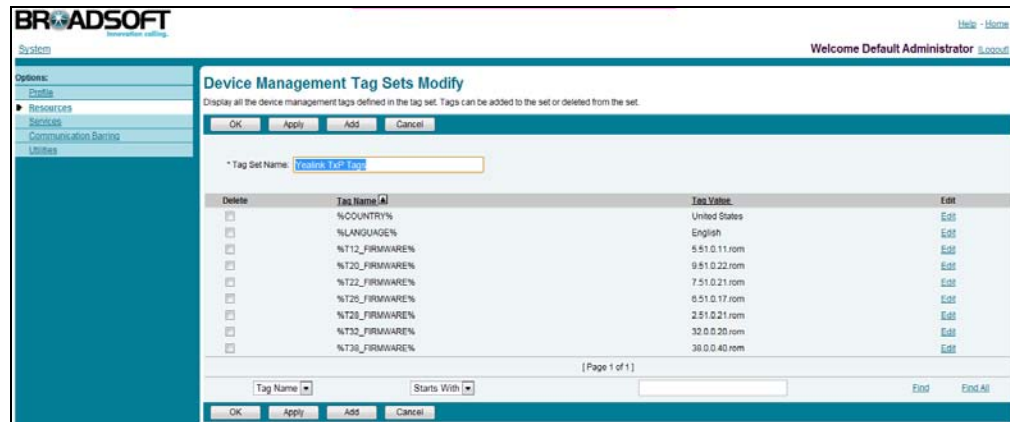 BROADSOFT
innovation calling.
Help - Home
System
Welcome Default Administrator [Logout]
Options:
Profile
Resources
Services
Communication Barring
Utilities
Device Management Tag Sets Modify
Display all the device management tags defined in the tag set. Tags can be added to the set or deleted from the set.
OK Apply Add Cancel
* Tag Set Name: Yealink TxP Tags
Delete Tag Name Tag Value Edit
%COUNTRY% United States Edit
%LANGUAGE% English Edit
%T12_FIRMWARE% 5.51.0.11.rom Edit
%T20_FIRMWARE% 9.51.0.22.rom Edit
%T22_FIRMWARE% 7.51.0.21.rom Edit
%T26_FIRMWARE% 6.51.0.17.rom Edit
%T28_FIRMWARE% 2.51.0.21.rom Edit
%T32_FIRMWARE% 32.0.0.20.rom Edit
%T38_FIRMWARE% 38.0.0.40.rom Edit
[ Page 1 of 1 ]
Tag Name Starts With Find Find All
OK Apply Add Cancel